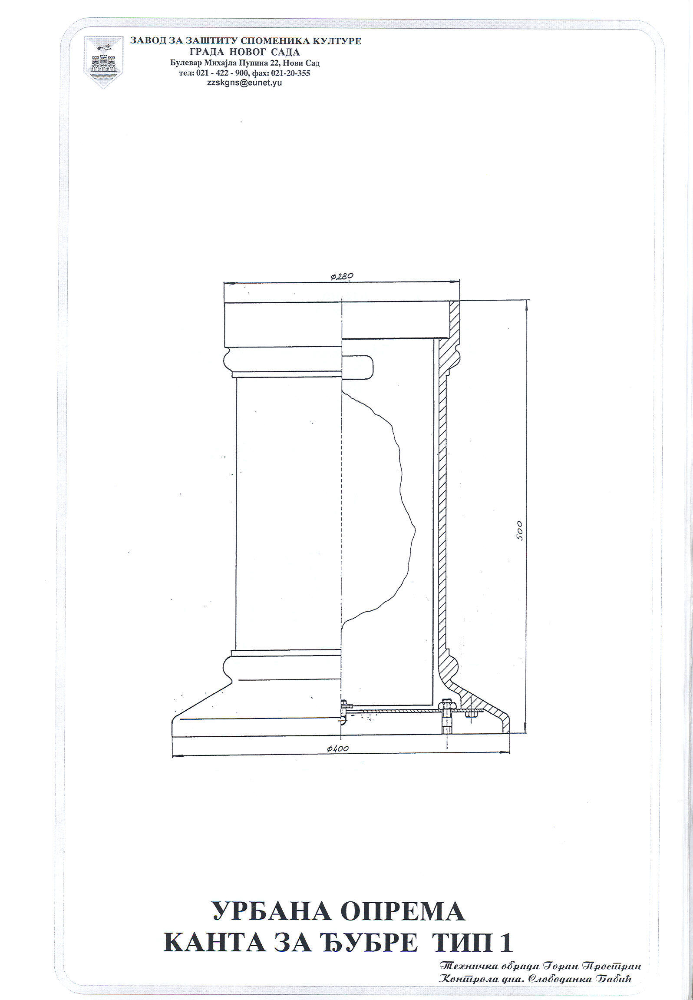 ЗАВОД ЗА ЗАШТИТУ СПОМЕНИКА КУЛТУРЕ
ГРАДА НОВОГ САДА
Булевар Михајла Пупина 22, Нови Сад
тел: 021 - 422 - 900, фах: 021-20-355
zzskgns@eunet.yu
ϕ280
500
ϕ400
УРБАНА ОПРЕМА
КАНТА ЗА ЂУБРЕ ТИП 1
Техничка обрада Горан Простран
Контрола диа. Слободанка Бабић